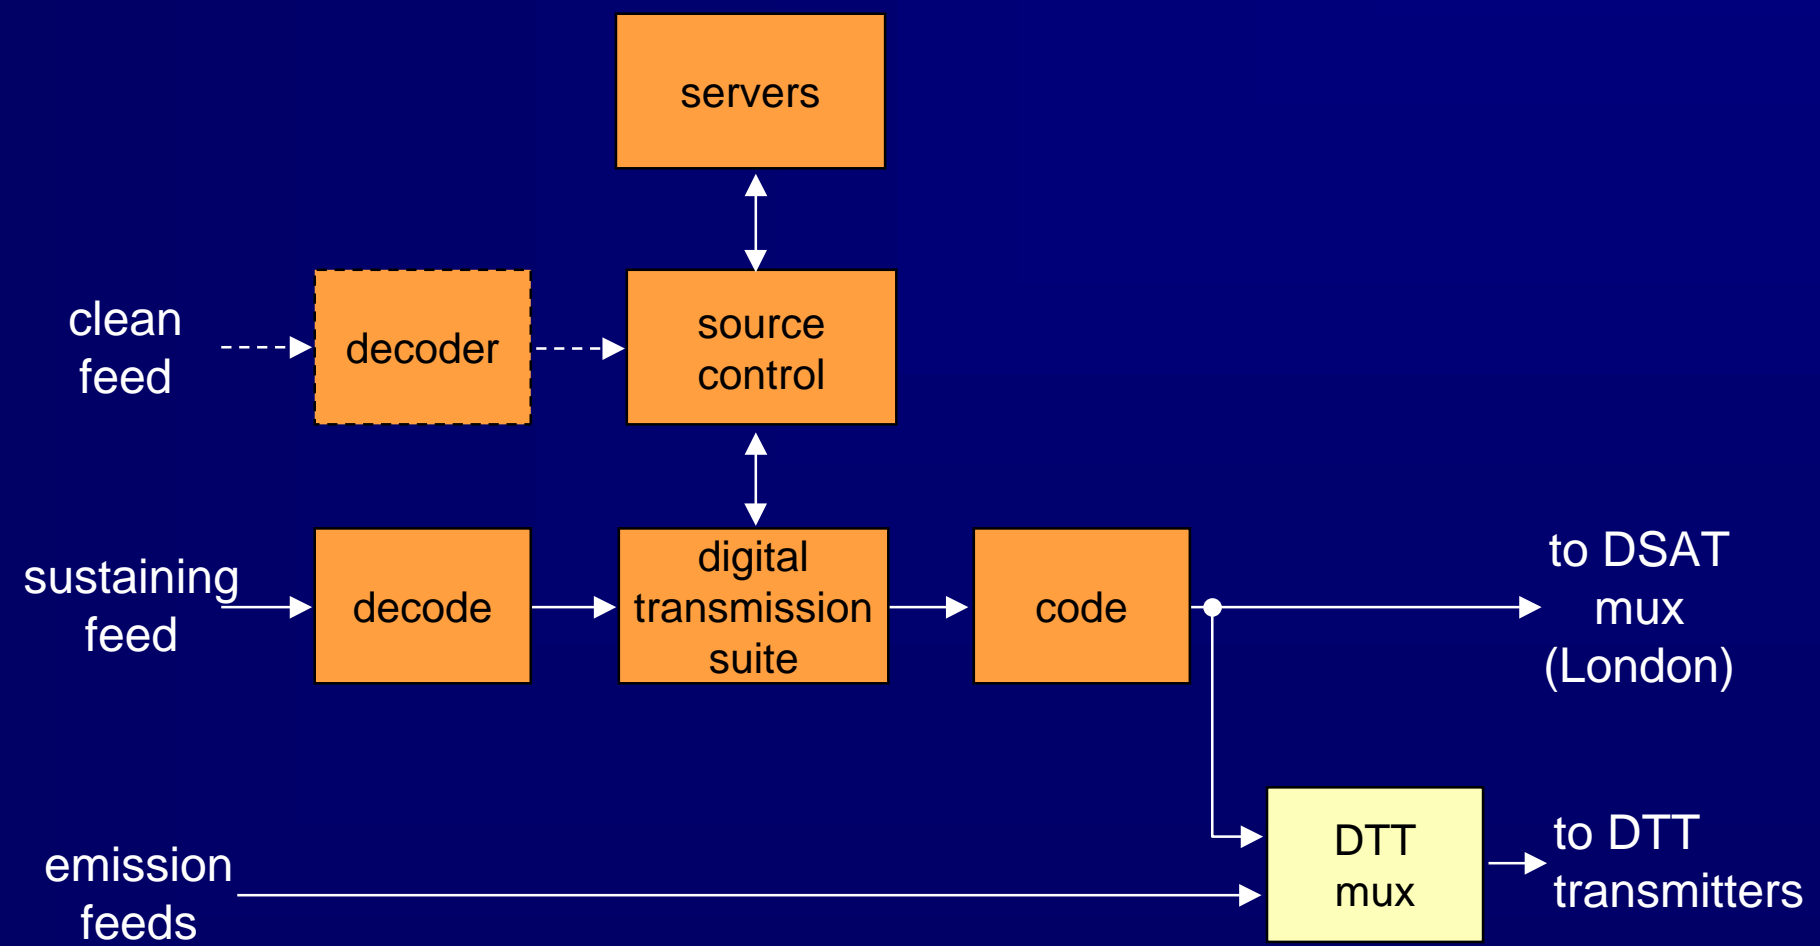 servers
clean
feed
decoder
source
control
sustaining
feed
decode
digital
transmission
suite
code
to DSAT
mux
(London)
emission
feeds
DTT
mux
to DTT
transmitters